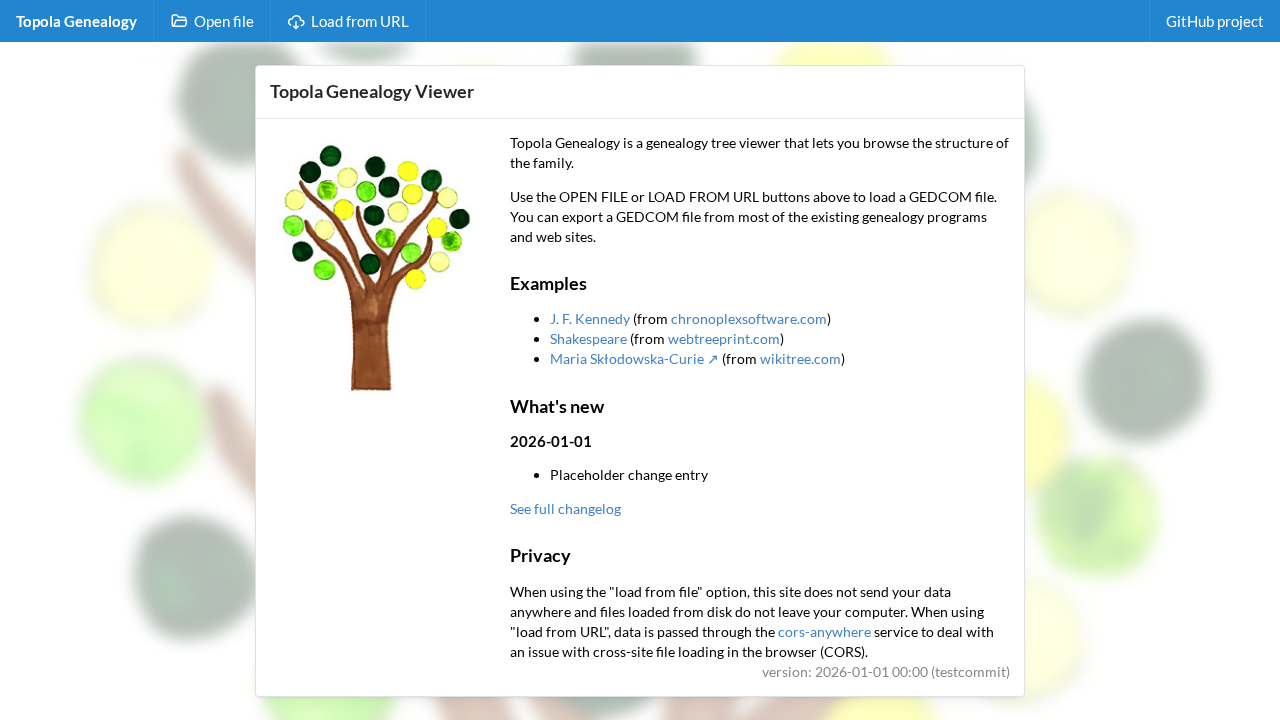 Topola Genealogy
Open file
Load from URL
GitHub project
Topola Genealogy Viewer
Topola Genealogy is a genealogy tree viewer that lets you browse the structure of
the family.
Use the OPEN FILE or LOAD FROM URL buttons above to load a GEDCOM file.
You can export a GEDCOM file from most of the existing genealogy programs
and web sites.
Examples
J. F. Kennedy (from chronoplexsoftware.com)
Shakespeare (from webtreeprint.com)
Maria Skłodowska-Curie ↗ (from wikitree.com)
What's new
2026-01-01
Placeholder change entry
See full changelog
Privacy
When using the "load from file" option, this site does not send your data
anywhere and files loaded from disk do not leave your computer. When using
"load from URL", data is passed through the cors-anywhere service to deal with
an issue with cross-site file loading in the browser (CORS).
version: 2026-01-01 00:00 (testcommit)